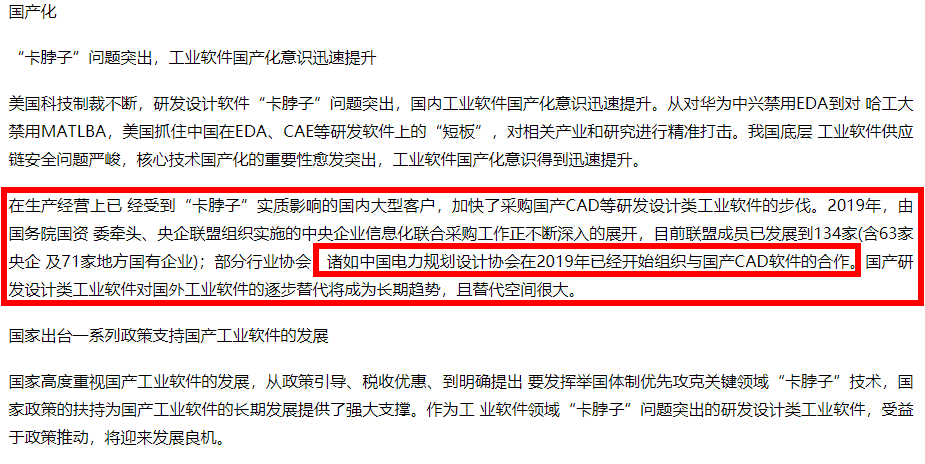 国产化
“卡脖子”问题突出，工业软件国产化意识迅速提升
美国科技制裁不断，研发设计软件“卡脖子”问题突出，国内工业软件国产化意识迅速提升。从对华为中兴禁用EDA到对 哈工大
禁用MATLBA，美国抓住中国在EDA、CAE等研发软件上的“短板”，对相关产业和研究进行精准打击。我国底层 工业软件供应
链安全问题严峻，核心技术国产化的重要性愈发突出，工业软件国产化意识得到迅速提升。
在生产经营上已 经受到“卡脖子”实质影响的国内大型客户，加快了采购国产CAD等研发设计类工业软件的步伐。2019年，由
国务院国资 委牵头、央企联盟组织实施的中央企业信息化联合采购工作正不断深入的展开，目前联盟成员已发展到134家(含63家
央企 及71家地方国有企业)；部分行业协会 诸如中国电力规划设计协会在2019年已经开始组织与国产CAD软件的合作。国产研
发设计类工业软件对国外工业软件的逐步替代将成为长期趋势，且替代空间很大。
国家出台一系列政策支持国产工业软件的发展
国家高度重视国产工业软件的发展，从政策引导、税收优惠、到明确提出 要发挥举国体制优先攻克关键领域“卡脖子”技术，国
家政策的扶持为国产工业软件的长期发展提供了强大支撑。作为工 业软件领域“卡脖子”问题突出的研发设计类工业软件，受益
于政策推动，将迎来发展良机。